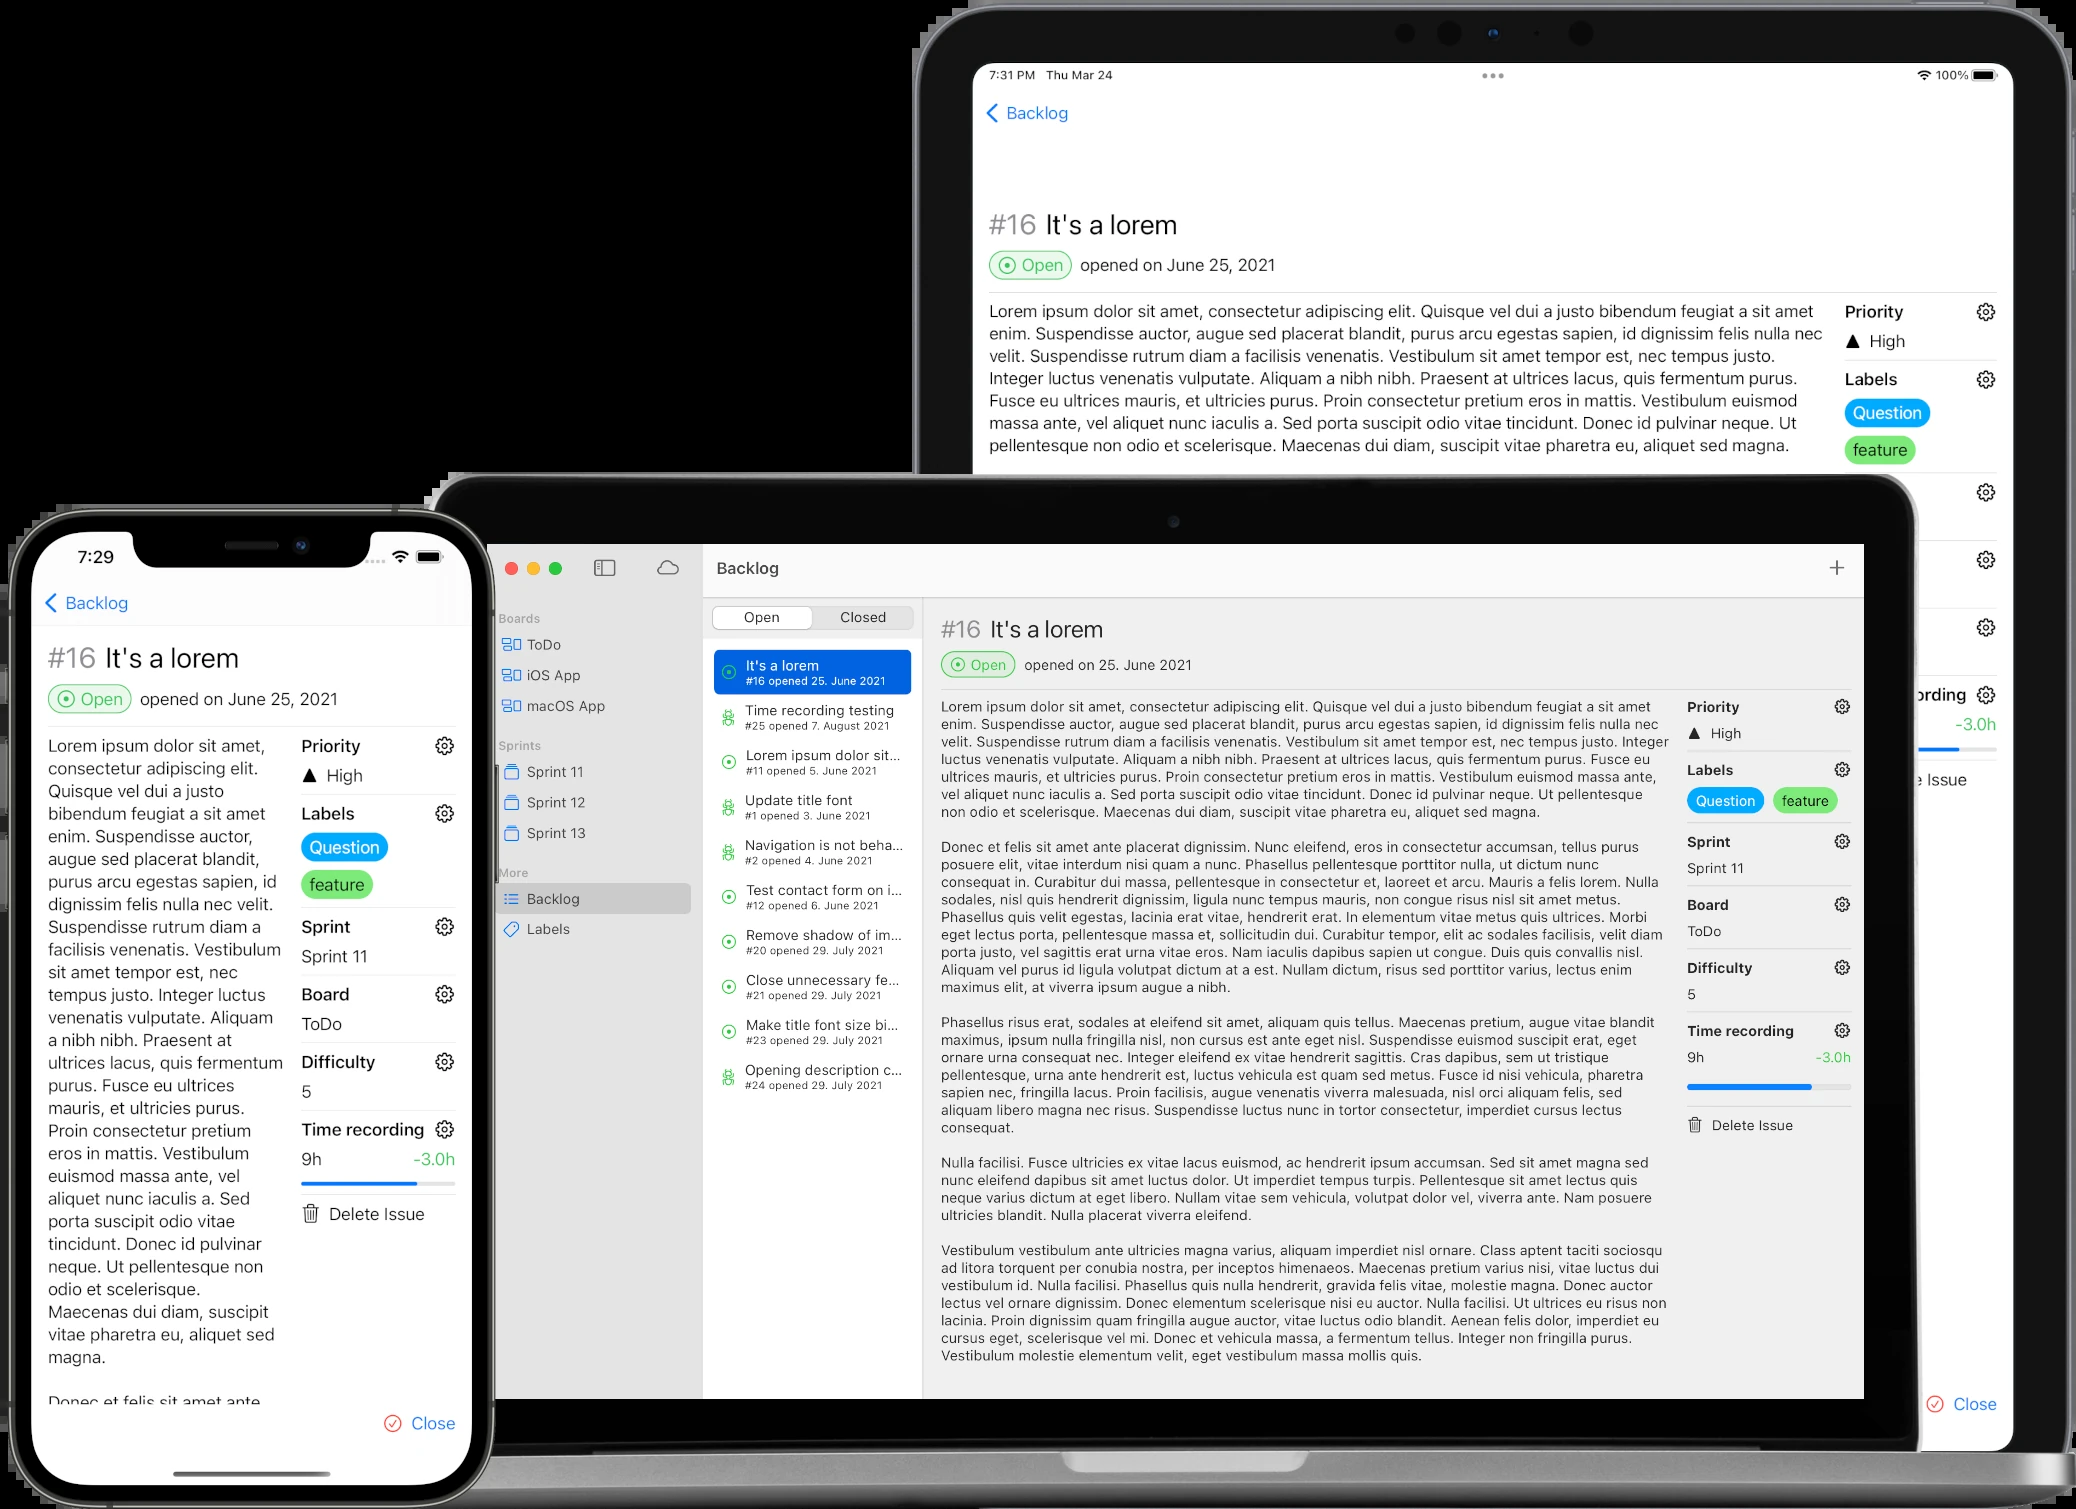 7:31 PM Thu Mar 24
100%
Backlog
#16 It's a lorem
Open opened on June 25, 2021
Lorem ipsum dolor sit amet, consectetur adipiscing elit. Quisque vel dui a justo bibendum feugiat a sit amet
enim. Suspendisse auctor, augue sed placerat blandit, purus arcu egestas sapien, id dignissim felis nulla nec
velit. Suspendisse rutrum diam a facilisis venenatis. Vestibulum sit amet tempor est, nec tempus justo.
Integer luctus venenatis vulputate. Aliquam a nibh nibh. Praesent at ultrices lacus, quis fermentum purus.
Fusce eu ultrices mauris, et ultricies purus. Proin consectetur pretium eros in mattis. Vestibulum euismod
massa ante, vel aliquet nunc iaculis a. Sed porta suscipit odio vitae tincidunt. Donec id pulvinar neque. Ut
pellentesque non odio et scelerisque. Maecenas dui diam, suscipit vitae pharetra eu, aliquet sed magna.
Priority
High
Labels
Question
feature
-3.0h
Issue
Close
7:29
Backlog
#16 It's a lorem
Open opened on June 25, 2021
Lorem ipsum dolor sit amet,
consectetur adipiscing elit.
Quisque vel dui a justo
bibendum feugiat a sit amet
enim. Suspendisse auctor,
augue sed placerat blandit,
purus arcu egestas sapien, id
dignissim felis nulla nec velit.
Suspendisse rutrum diam a
facilisis venenatis. Vestibulum
sit amet tempor est, nec
tempus justo. Integer luctus
venenatis vulputate. Aliquam
a nibh nibh. Praesent at
ultrices lacus, quis fermentum
purus. Fusce eu ultrices
mauris, et ultricies purus.
Proin consectetur pretium
eros in mattis. Vestibulum
euismod massa ante, vel
aliquet nunc iaculis a. Sed
porta suscipit odio vitae
tincidunt. Donec id pulvinar
neque. Ut pellentesque non
odio et scelerisque.
Maecenas dui diam, suscipit
vitae pharetra eu, aliquet sed
magna.
Donec et felis sit amet ante
Priority
High
Labels
Question
feature
Sprint
Sprint 11
Board
ToDo
Difficulty
5
Time recording
9h -3.0h
Delete Issue
Close
Boards
ToDo
iOS App
macOS App
Sprints
Sprint 11
Sprint 12
Sprint 13
More
Backlog
Labels
Backlog
Open Closed
It's a lorem
#16 opened 25. June 2021
Time recording testing
#25 opened 7. August 2021
Lorem ipsum dolor sit...
#11 opened 5. June 2021
Update title font
#1 opened 3. June 2021
Navigation is not beha...
#2 opened 4. June 2021
Test contact form on i...
#12 opened 6. June 2021
Remove shadow of im...
#20 opened 29. July 2021
Close unnecessary fe...
#21 opened 29. July 2021
Make title font size bi...
#23 opened 29. July 2021
Opening description c...
#24 opened 29. July 2021
#16 It's a lorem
Open opened on 25. June 2021
Lorem ipsum dolor sit amet, consectetur adipiscing elit. Quisque vel dui a justo bibendum feugiat a sit amet
enim. Suspendisse auctor, augue sed placerat blandit, purus arcu egestas sapien, id dignissim felis nulla nec
velit. Suspendisse rutrum diam a facilisis venenatis. Vestibulum sit amet tempor est, nec tempus justo. Integer
luctus venenatis vulputate. Aliquam a nibh nibh. Praesent at ultrices lacus, quis fermentum purus. Fusce eu
ultrices mauris, et ultricies purus. Proin consectetur pretium eros in mattis. Vestibulum euismod massa ante,
vel aliquet nunc iaculis a. Sed porta suscipit odio vitae tincidunt. Donec id pulvinar neque. Ut pellentesque
non odio et scelerisque. Maecenas dui diam, suscipit vitae pharetra eu, aliquet sed magna.
Donec et felis sit amet ante placerat dignissim. Nunc eleifend, eros in consectetur accumsan, tellus purus
posuere elit, vitae interdum nisi quam a nunc. Phasellus pellentesque porttitor nulla, ut dictum nunc
consequat in. Curabitur dui massa, pellentesque in consectetur et, laoreet et arcu. Mauris a felis lorem. Nulla
sodales, nisl quis hendrerit dignissim, ligula nunc tempus mauris, non congue risus nisl sit amet metus.
Phasellus quis velit egestas, lacinia erat vitae, hendrerit erat. In elementum vitae metus quis ultrices. Morbi
eget lectus porta, pellentesque massa et, sollicitudin dui. Curabitur tempor, elit ac sodales facilisis, velit diam
porta justo, vel sagittis erat urna vitae eros. Nam iaculis dapibus sapien ut congue. Duis quis convallis nisl.
Aliquam vel purus id ligula volutpat dictum at a est. Nullam dictum, risus sed porttitor varius, lectus enim
maximus elit, at viverra ipsum augue a nibh.
Phasellus risus erat, sodales at eleifend sit amet, aliquam quis tellus. Maecenas pretium, augue vitae blandit
maximus, ipsum nulla fringilla nisl, non cursus est ante eget nisl. Suspendisse euismod suscipit erat, eget
ornare urna consequat nec. Integer eleifend ex vitae hendrerit sagittis. Cras dapibus, sem ut tristique
pellentesque, urna ante hendrerit est, luctus vehicula est quam sed metus. Fusce id nisi vehicula, pharetra
sapien nec, fringilla lacus. Proin facilisis, augue venenatis viverra malesuada, nisl orci aliquam felis, sed
aliquam libero magna nec risus. Suspendisse luctus nunc in tortor consectetur, imperdiet cursus lectus
consequat.
Nulla facilisi. Fusce ultricies ex vitae lacus euismod, ac hendrerit ipsum accumsan. Sed sit amet magna sed
nunc eleifend dapibus sit amet luctus dolor. Ut imperdiet tempus turpis. Pellentesque sit amet lectus quis
neque varius dictum at eget libero. Nullam vitae sem vehicula, volutpat dolor vel, viverra ante. Nam posuere
ultricies blandit. Nulla placerat viverra eleifend.
Vestibulum vestibulum ante ultricies magna varius, aliquam imperdiet nisl ornare. Class aptent taciti sociosqu
ad litora torquent per conubia nostra, per inceptos himenaeos. Maecenas pretium varius nisi, vitae luctus dui
vestibulum id. Nulla facilisi. Phasellus quis nulla hendrerit, gravida felis vitae, molestie magna. Donec auctor
lectus vel ornare dignissim. Donec elementum scelerisque nisi eu auctor. Nulla facilisi. Ut ultrices eu risus non
lacinia. Proin dignissim quam fringilla augue auctor, vitae luctus odio blandit. Aenean felis dolor, imperdiet eu
cursus eget, scelerisque vel mi. Donec et vehicula massa, a fermentum tellus. Integer non fringilla purus.
Vestibulum molestie elementum velit, eget vestibulum massa mollis quis.
Priority
High
Labels
Question feature
Sprint
Sprint 11
Board
ToDo
Difficulty
5
Time recording
9h -3.0h
Delete Issue